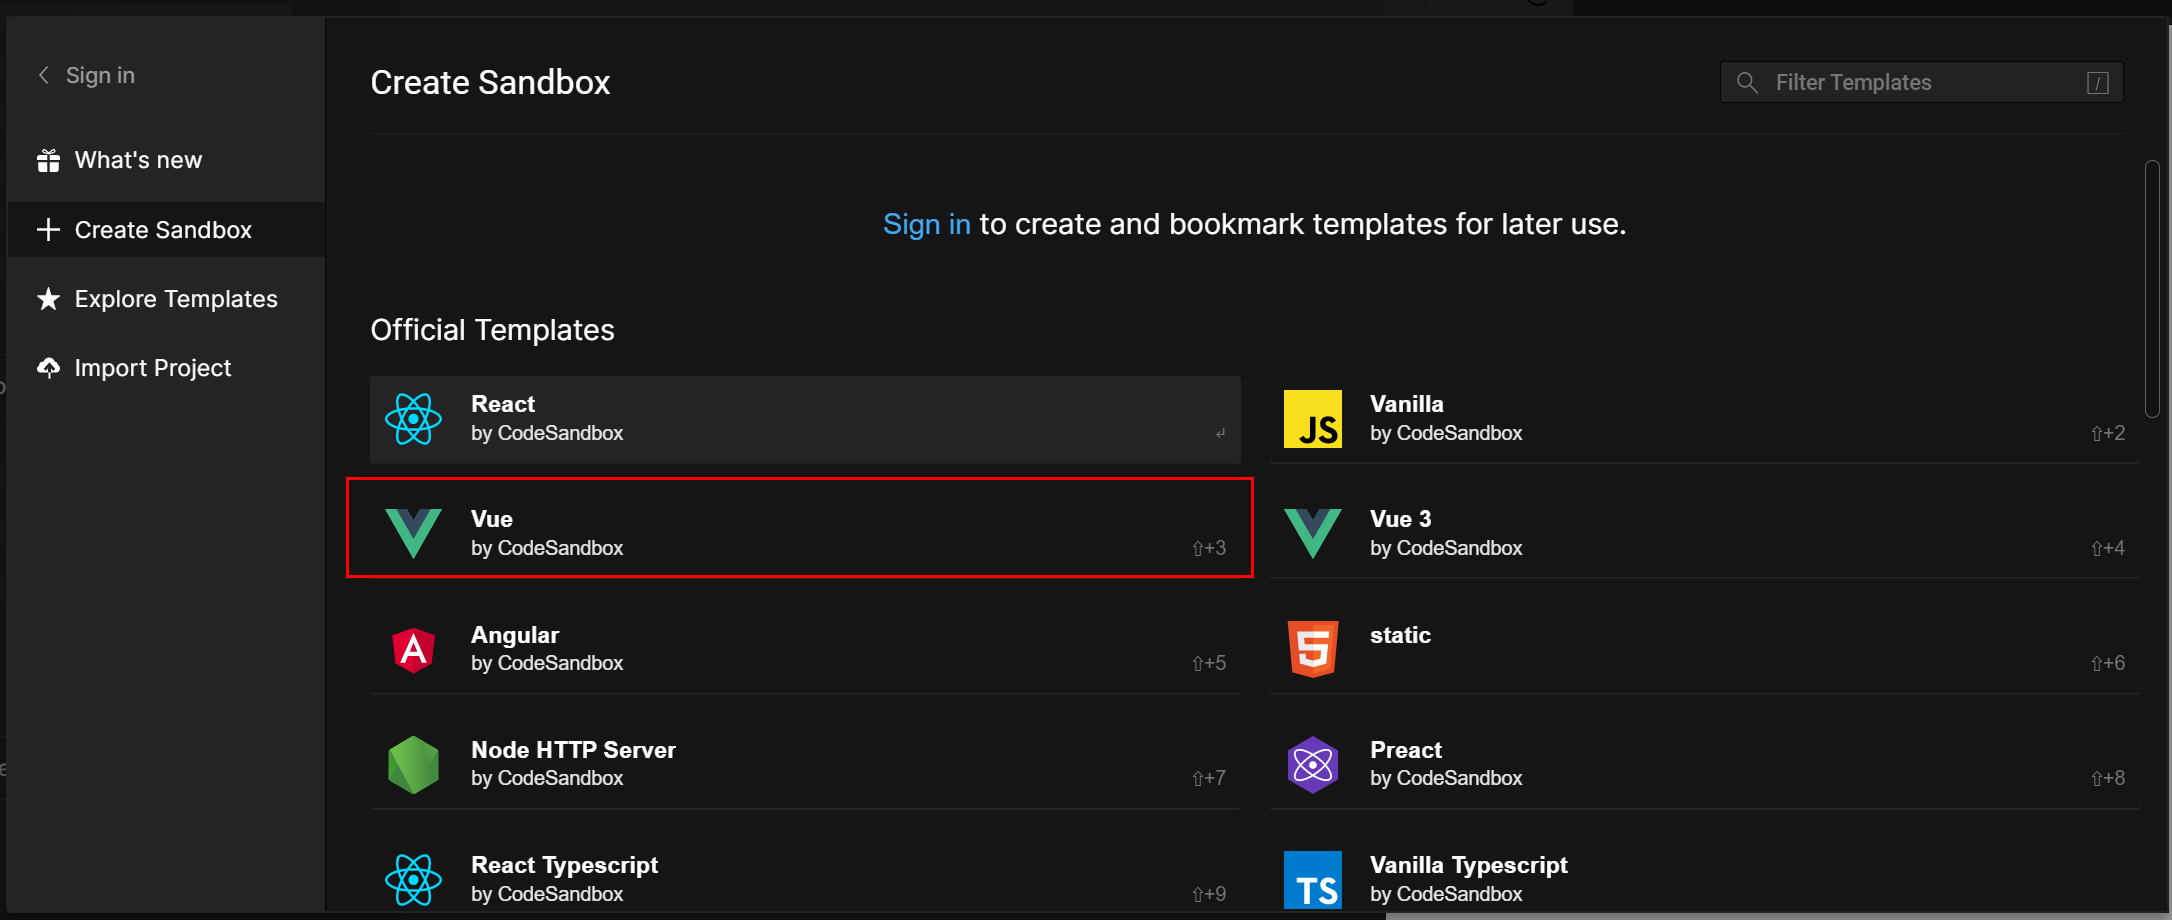 Sign in
What's new
Create Sandbox
Explore Templates
Import Project
Create Sandbox
Filter Templates
/
Sign in to create and bookmark templates for later use.
Official Templates
React
by CodeSandbox
↵
JS
Vanilla
by CodeSandbox
⇧+2
Vue
by CodeSandbox
⇧+3
Vue 3
by CodeSandbox
⇧+4
A
Angular
by CodeSandbox
⇧+5
5
static
⇧+6
Node HTTP Server
by CodeSandbox
⇧+7
Preact
by CodeSandbox
⇧+8
React Typescript
by CodeSandbox
⇧+9
TS
Vanilla Typescript
by CodeSandbox